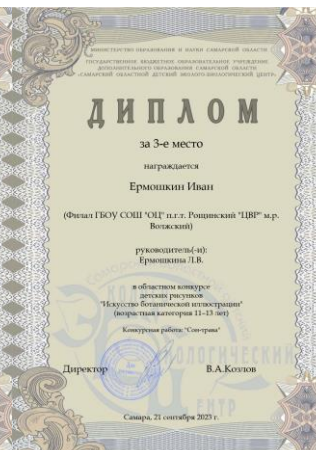 МИНИСТЕРСТВО ОБРАЗОВАНИЯ И НАУКИ САМАРСКОЙ ОБЛАСТИ
ГОСУДАРСТВЕННОЕ БЮДЖЕТНОЕ ОБРАЗОВАТЕЛЬНОЕ УЧРЕЖДЕНИЕ
ДОПОЛНИТЕЛЬНОГО ОБРАЗОВАНИЯ САМАРСКОЙ ОБЛАСТИ
«САМАРСКИЙ ОБЛАСТНОЙ ДЕТСКИЙ ЭКОЛОГО-БИОЛОГИЧЕСКИЙ ЦЕНТР»
ДИПЛОМ
за 3-е место
награждается
Ермошкин Иван
(Филал ГБОУ СОШ "ОЦ" п.г.т. Рощинский "ЦВР" м.р.
Волжский)
руководитель(-и):
Ермошкина Л.В.
в областном конкурсе
детских рисунков
"Искусство ботанической иллюстрации"
(возрастная категория 11–13 лет)
Конкурсная работа: "Сон-трава"
Директор В.А.Козлов
Самара, 21 сентября 2023 г.